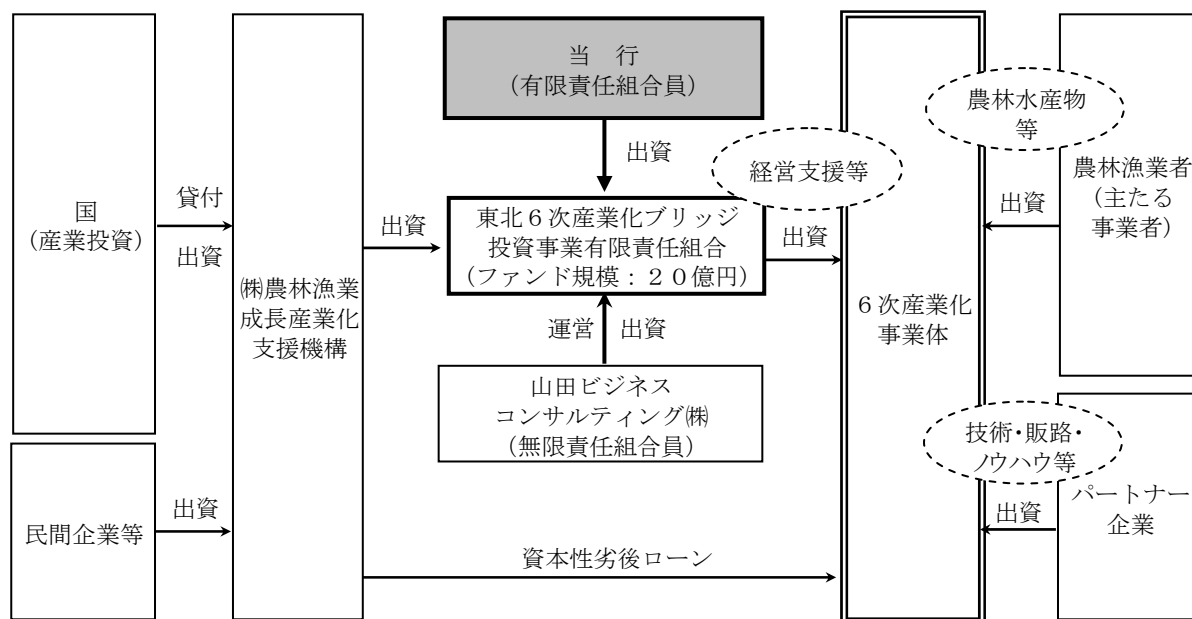 国
(産業投資)
民間企業等
貸付
出資
出資
㈱農林漁業
成長産業化
支援機構
出資
当　行
(有限責任組合員)
出資
東北６次産業化ブリッジ
投資事業有限責任組合
(ファンド規模：２０億円)
運営
出資
山田ビジネス
コンサルティング㈱
(無限責任組合員)
資本性劣後ローン
経営支援等
出資
６次産業化
事業体
農林水産物
等
出資
農林漁業者
(主たる
事業者)
技術・販路・
ノウハウ等
出資
パートナー
企業